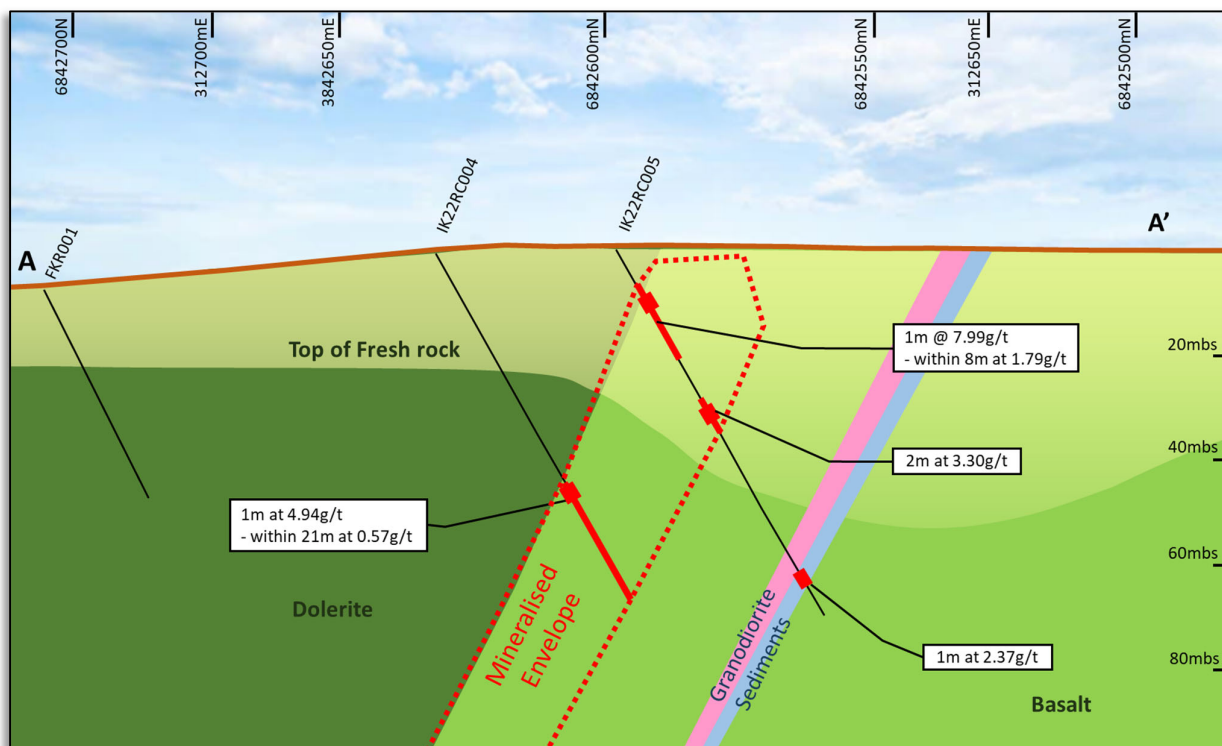 6842700mN
312700mE
3842650mE
6842600mN
6842550mN
312650mE
6842500mN
A
FKR001
IK22RC004
IK22RC005
A’
Top of Fresh rock
1m @ 7.99g/t
- within 8m at 1.79g/t
20mbs
2m at 3.30g/t
40mbs
1m at 4.94g/t
- within 21m at 0.57g/t
60mbs
Dolerite
Mineralised
Envelope
Granodiorite
Sediments
1m at 2.37g/t
80mbs
Basalt